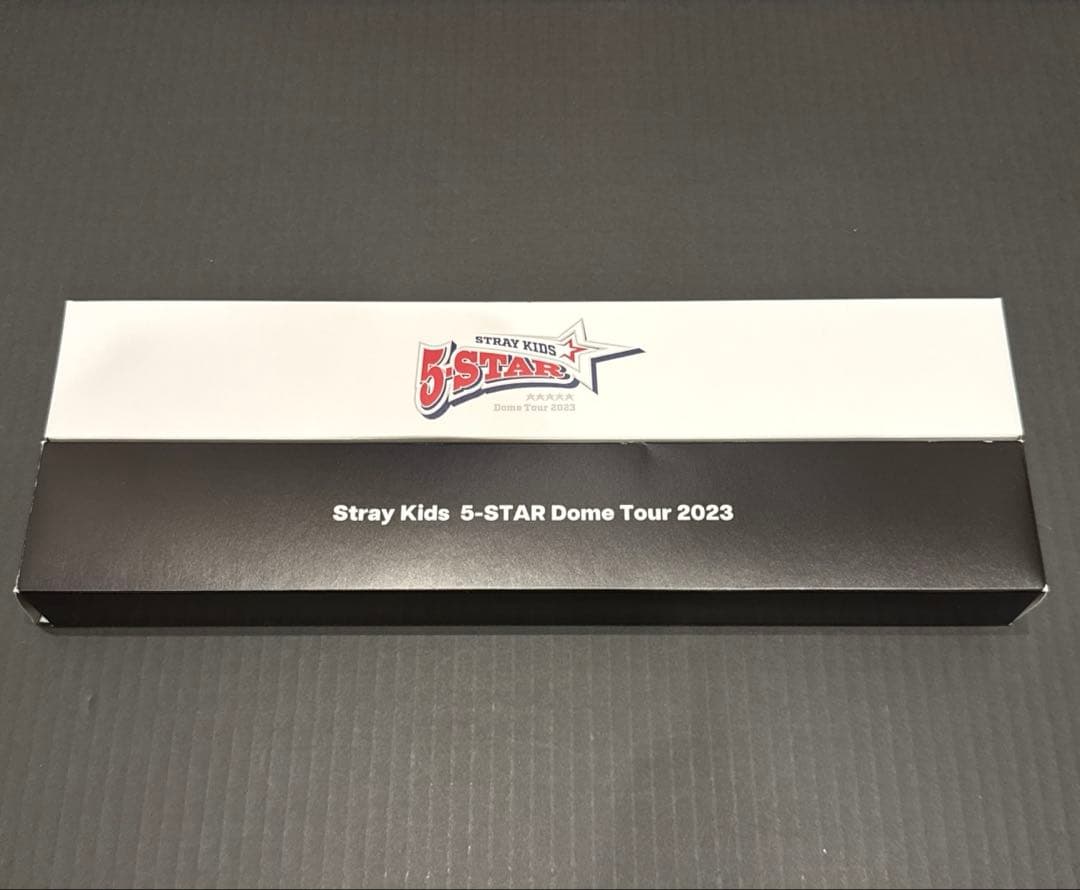 STRAY KIDS
5-STAR
Dome Tour 2023
Stray Kids 5-STAR Dome Tour 2023